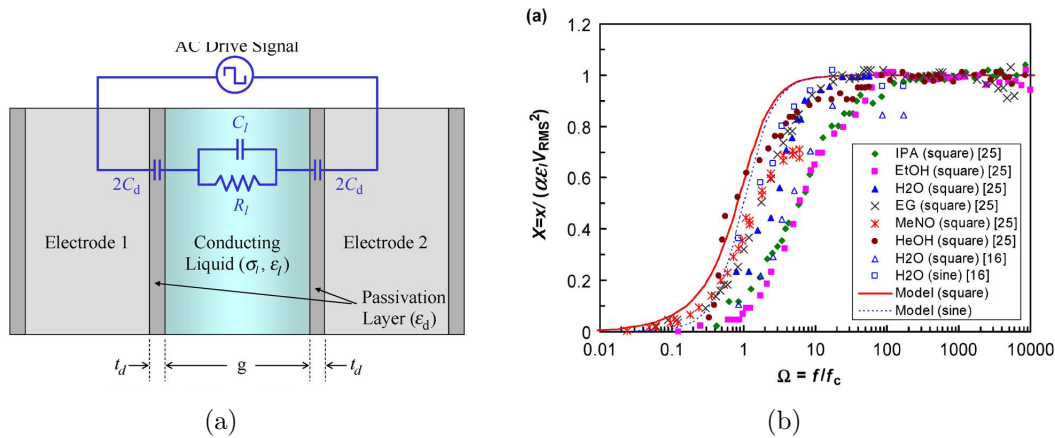 AC Drive Signal
C_l
2C_d
2C_d
R_l
Electrode 1
Conducting
Liquid (σ_l, ε_l)
Electrode 2
Passivation
Layer (ε_d)
t_d
g
t_d
(a)
(a)
X=x/(αε_l V_RMS²)
1.2
1.0
0.8
0.6
0.4
0.2
0
0.01
0.1
1
10
100
1000
10000
Ω = f/f_c
IPA (square) [25]
EtOH (square) [25]
H2O (square) [25]
EG (square) [25]
MeNO (square) [25]
HeOH (square) [25]
H2O (square) [16]
H2O (sine) [16]
Model (square)
Model (sine)
(b)